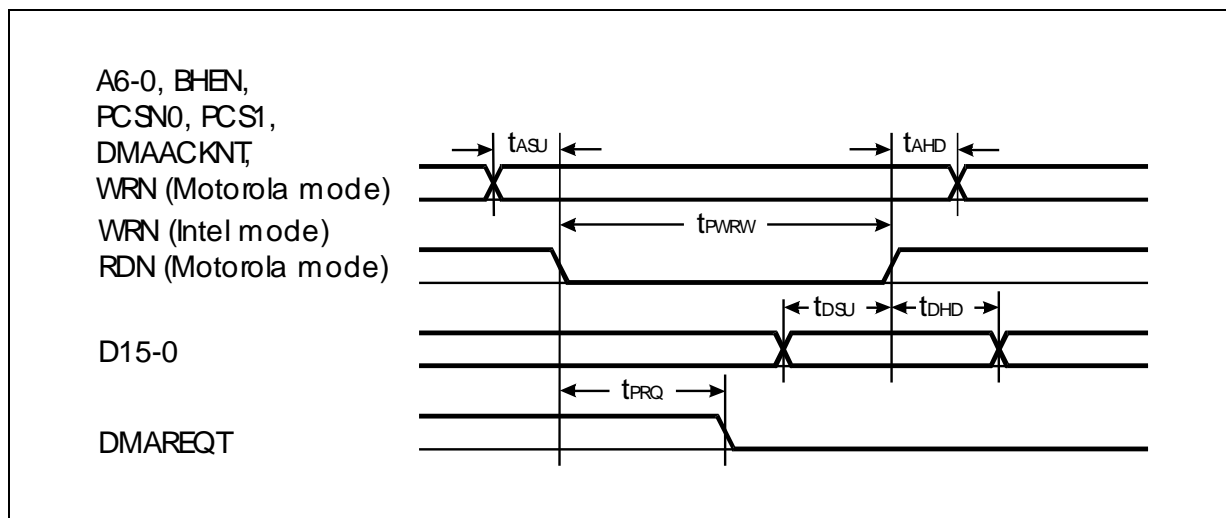 A6-0, BHEN,
PCSN0, PCS1,
DMAACKNT,
WRN (Motorola mode)
WRN (Intel mode)
RDN (Motorola mode)
D15-0
DMAREQT
tASU
tAHD
tPWRW
tDSU
tDHD
tPRQ